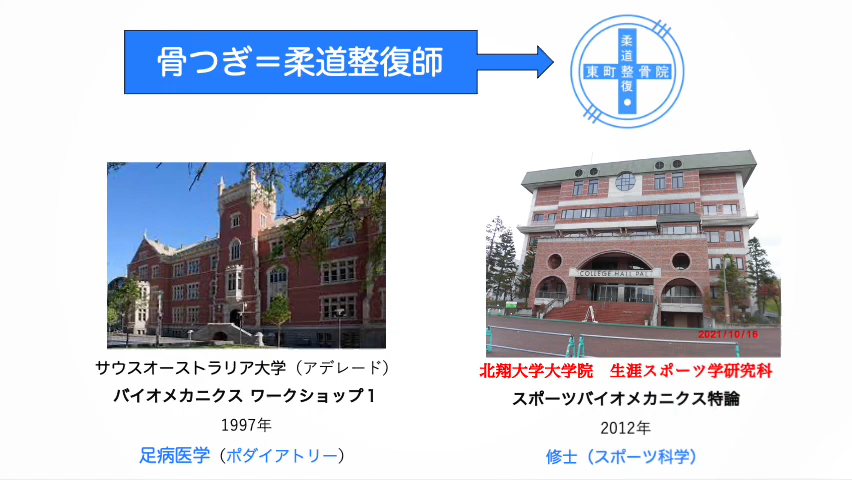 骨つぎ＝柔道整復師
柔道整復
東町整骨院
COLLEGE HALL PAL
2021/10/16
サウスオーストラリア大学（アデレード）
バイオメカニクス ワークショップ１
1997年
足病医学（ポダイアトリー）
北翔大学大学院　生涯スポーツ学研究科
スポーツバイオメカニクス特論
2012年
修士（スポーツ科学）